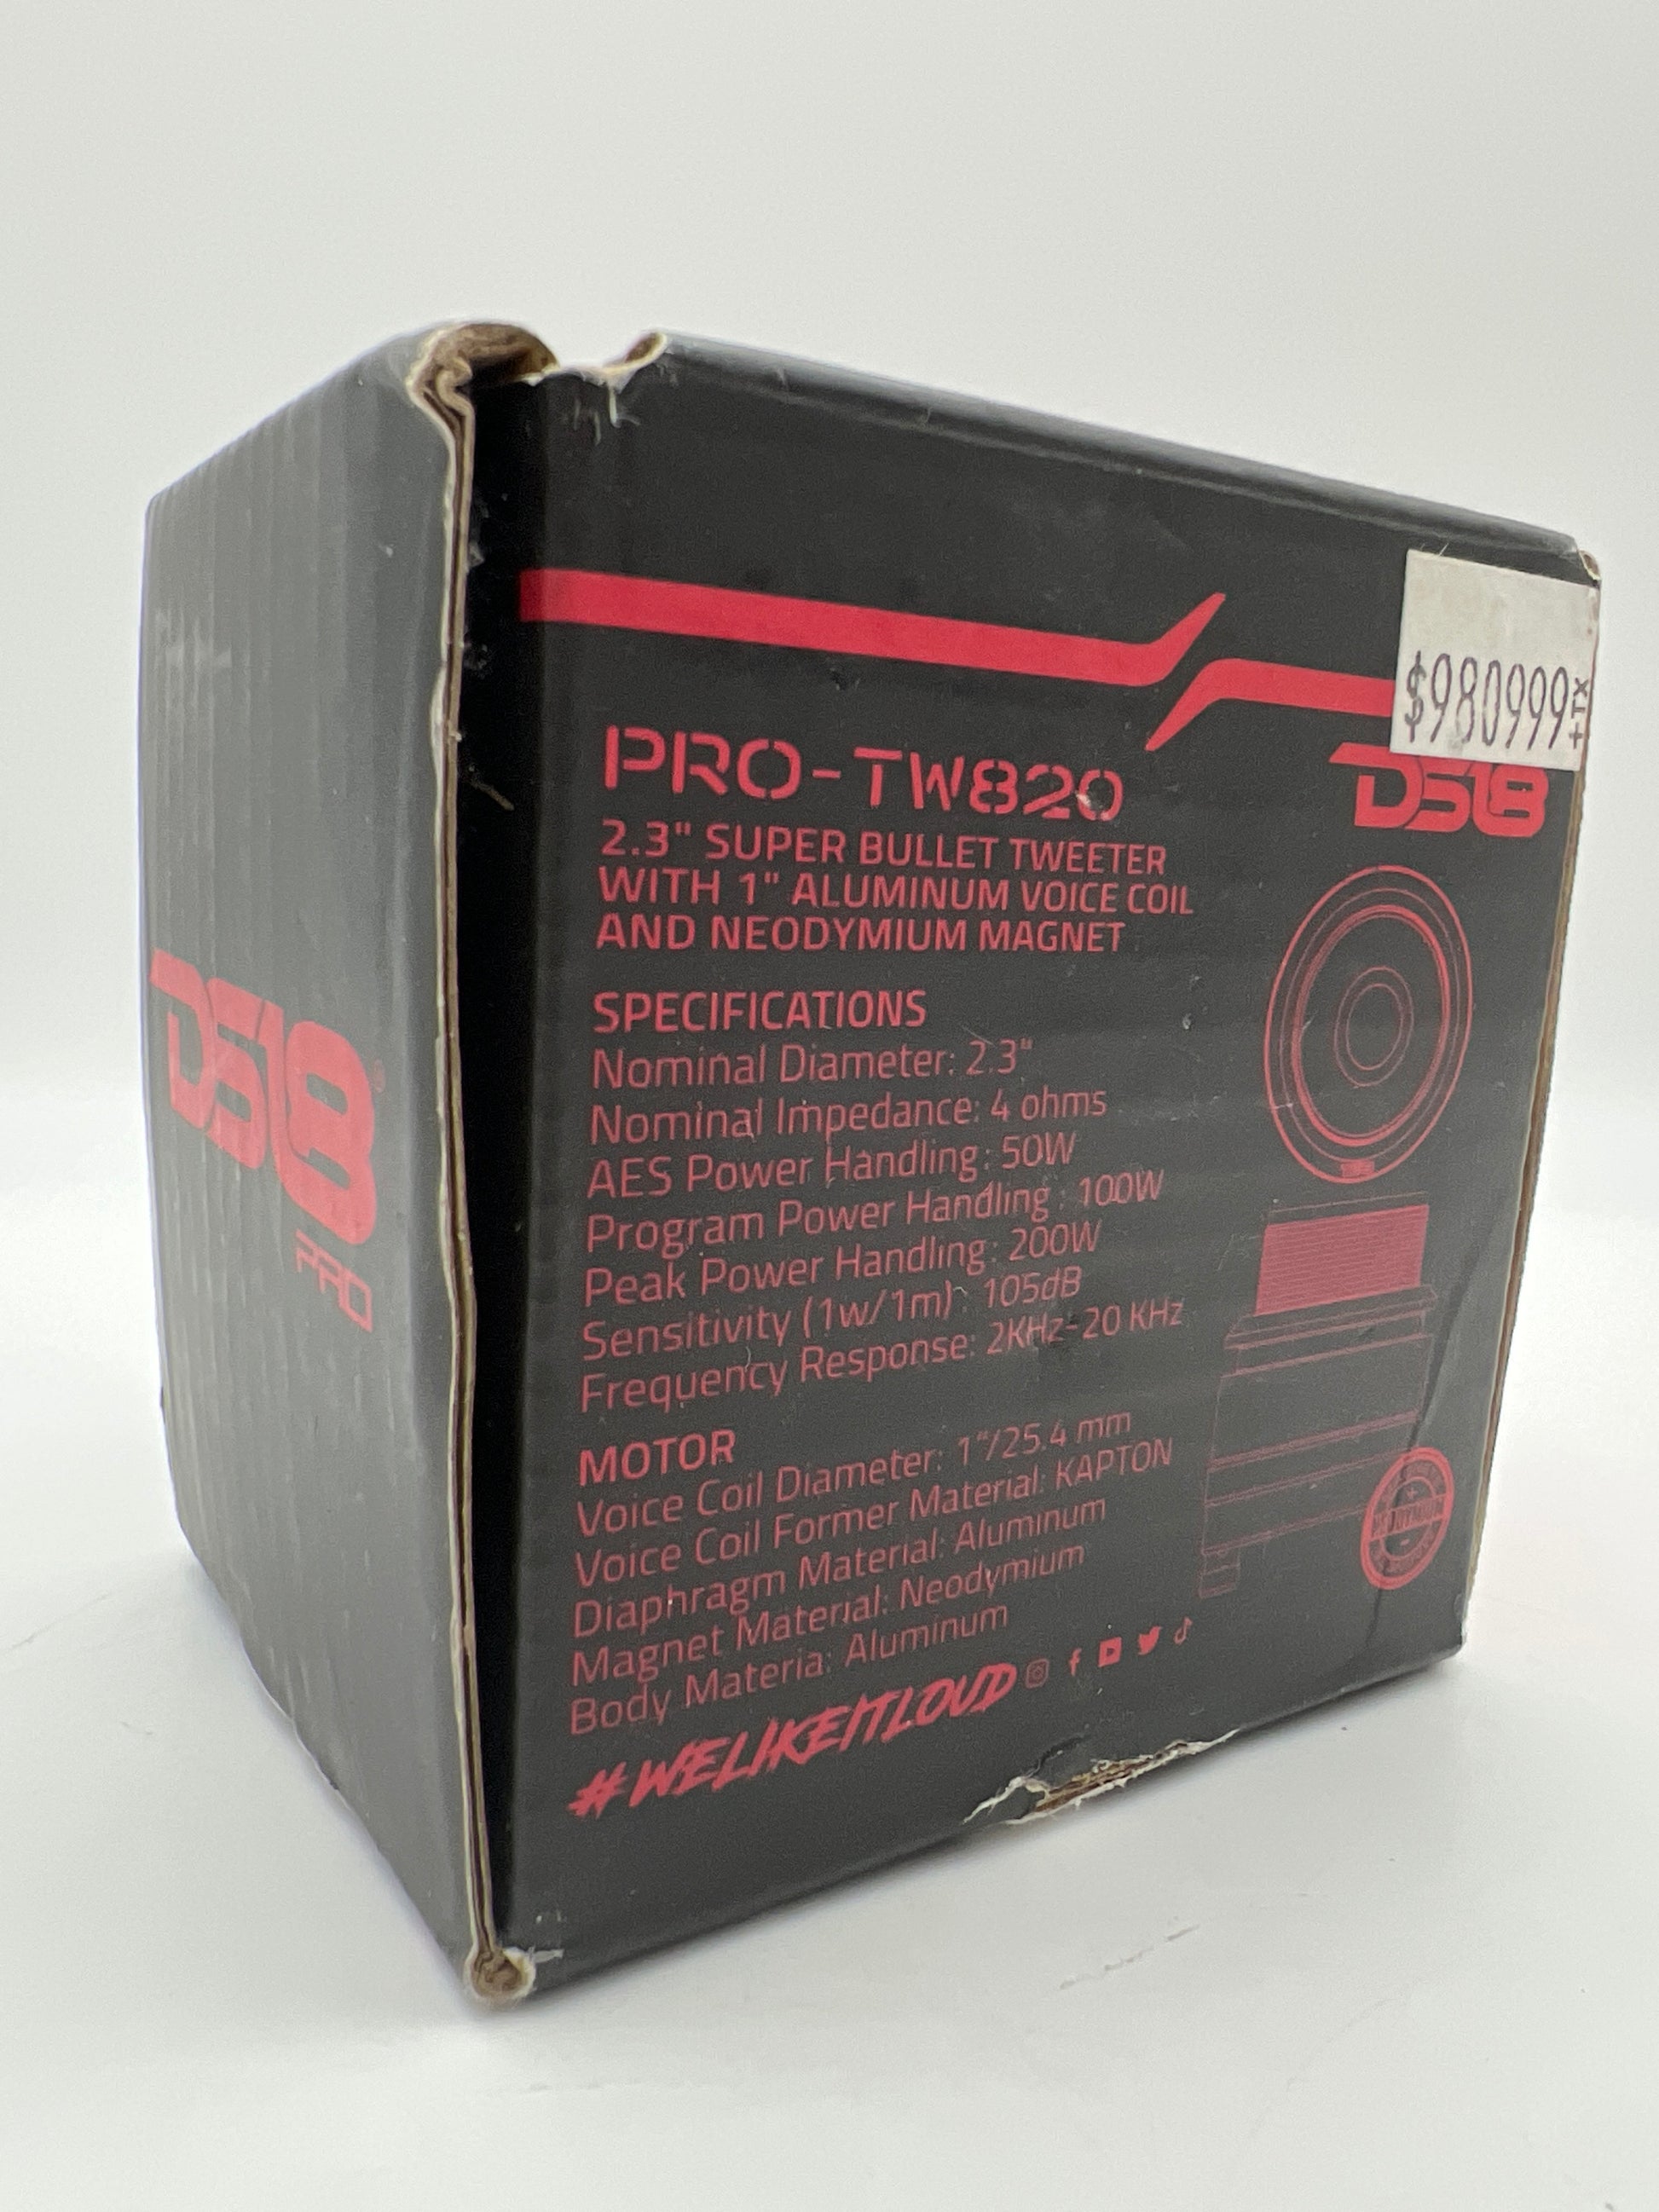 $980999+TX
DS18
PRO-TW820
2.3" SUPER BULLET TWEETER
WITH 1" ALUMINUM VOICE COIL
AND NEODYMIUM MAGNET
SPECIFICATIONS
Nominal Diameter: 2.3"
Nominal Impedance: 4 ohms
AES Power Handling: 50W
Program Power Handling: 100W
Peak Power Handling: 200W
Sensitivity (1w/1m): 105dB
Frequency Response: 2KHz-20 KHz
MOTOR
Voice Coil Diameter: 1"/25.4 mm
Voice Coil Former Material: KAPTON
Diaphragm Material: Aluminum
Magnet Material: Neodymium
Body Materia: Aluminum
#WELIKEITLOUD
DS18®
PRO